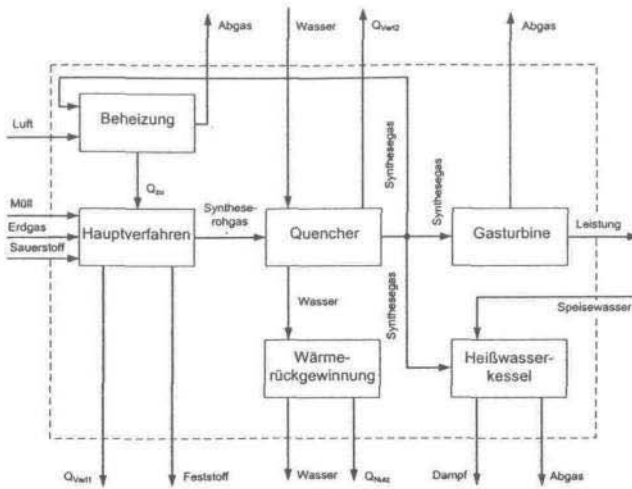 Abgas
Wasser
Q_Verl2
Abgas
Beheizung
Luft
Synthesegas
Synthesegas
Q_zu
Müll
Erdgas
Sauerstoff
Hauptverfahren
Synthese-
rohgas
Quencher
Gasturbine
Leistung
Wasser
Synthesegas
Speisewasser
Wärme-
rückgewinnung
Heißwasser-
kessel
Q_Verl1
Feststoff
Wasser
Q_Nutz
Dampf
Abgas